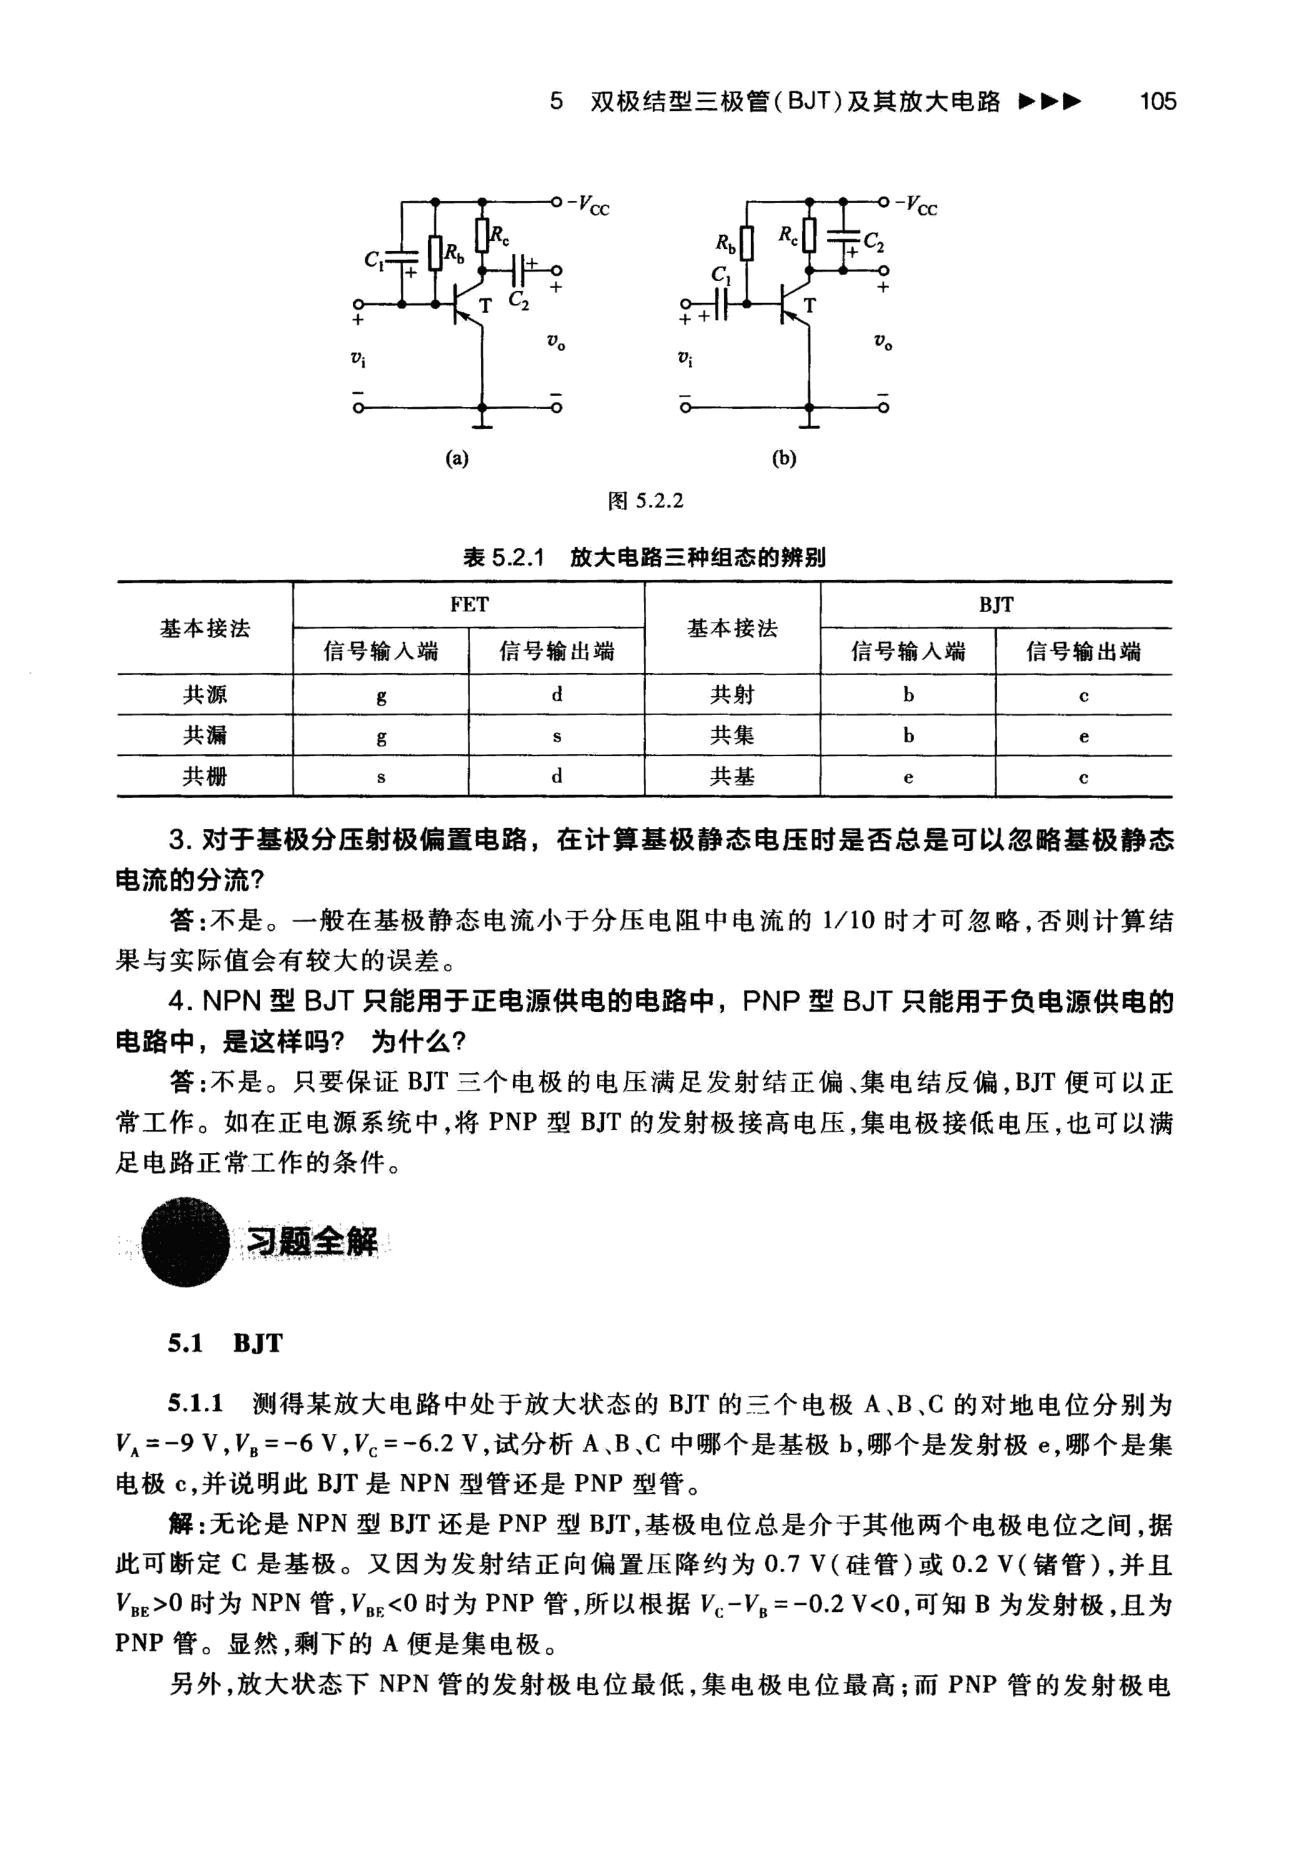 5 双极结型三极管(BJT)及其放大电路 ▶▶▶ 105
-VCC
-VCC
C1
Rb
Rc
Rb
Rc
C2
+
+
+
C1
T
C2
+
T
+
+
+
+
vi
vo
vi
vo
−
−
−
−
(a)
(b)
图 5.2.2
表 5.2.1 放大电路三种组态的辨别
基本接法 FET 基本接法 BJT
信号输入端 信号输出端 信号输入端 信号输出端
共源 g d 共射 b c
共漏 g s 共集 b e
共栅 s d 共基 e c
3. 对于基极分压射极偏置电路，在计算基极静态电压时是否总是可以忽略基极静态
电流的分流?
答:不是。一般在基极静态电流小于分压电阻中电流的 1/10 时才可忽略,否则计算结
果与实际值会有较大的误差。
4. NPN 型 BJT 只能用于正电源供电的电路中，PNP 型 BJT 只能用于负电源供电的
电路中，是这样吗? 为什么?
答:不是。只要保证 BJT 三个电极的电压满足发射结正偏、集电结反偏,BJT 便可以正
常工作。如在正电源系统中,将 PNP 型 BJT 的发射极接高电压,集电极接低电压,也可以满
足电路正常工作的条件。
习题全解
5.1 BJT
5.1.1 测得某放大电路中处于放大状态的 BJT 的三个电极 A、B、C 的对地电位分别为
VA=-9 V,VB=-6 V,VC=-6.2 V,试分析 A、B、C 中哪个是基极 b,哪个是发射极 e,哪个是集
电极 c,并说明此 BJT 是 NPN 型管还是 PNP 型管。
解:无论是 NPN 型 BJT 还是 PNP 型 BJT,基极电位总是介于其他两个电极电位之间,据
此可断定 C 是基极。又因为发射结正向偏置压降约为 0.7 V(硅管)或 0.2 V(锗管),并且
VBE>0 时为 NPN 管,VBE<0 时为 PNP 管,所以根据 VC-VB=-0.2 V<0,可知 B 为发射极,且为
PNP 管。显然,剩下的 A 便是集电极。
另外,放大状态下 NPN 管的发射极电位最低,集电极电位最高;而 PNP 管的发射极电